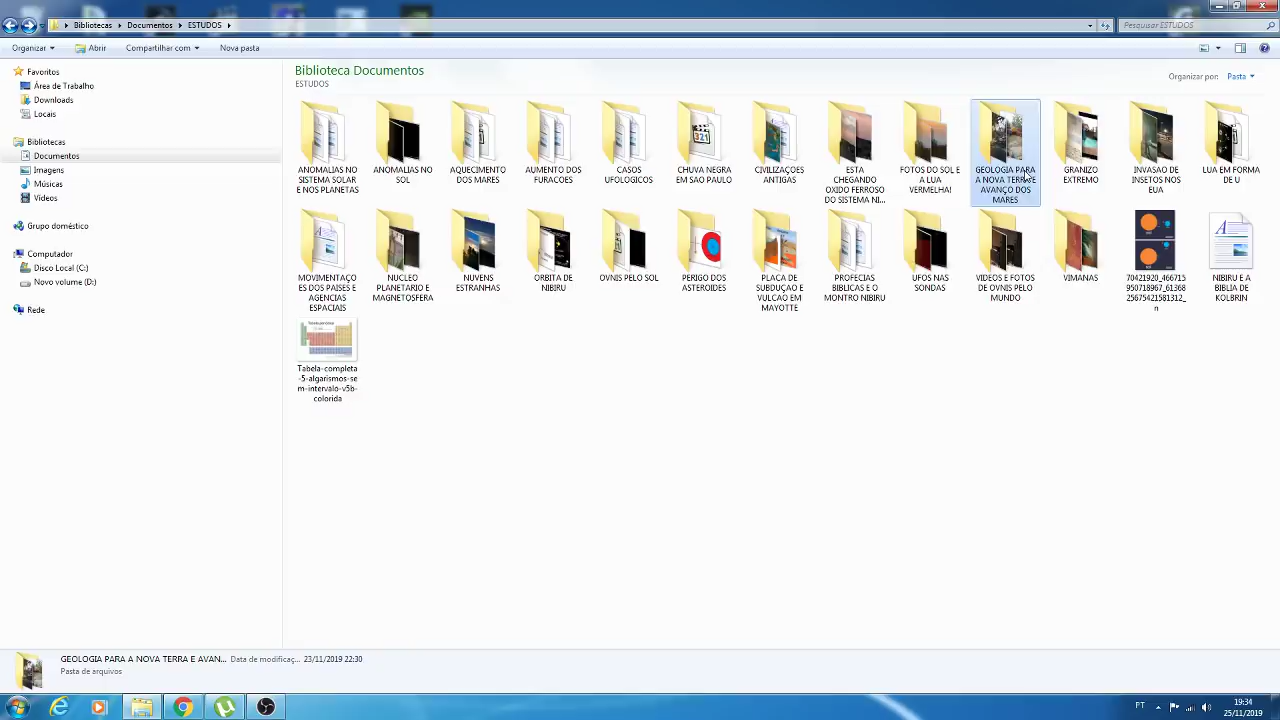 Bibliotecas ▸ Documentos ▸ ESTUDOS ▸
Pesquisar ESTUDOS
Organizar
Abrir
Compartilhar com
Nova pasta
Favoritos
Área de Trabalho
Downloads
Locais
Bibliotecas
Documentos
Imagens
Músicas
Vídeos
Grupo doméstico
Computador
Disco Local (C:)
Novo volume (D:)
Rede
Biblioteca Documentos
ESTUDOS
Organizar por:
Pasta
ANOMALIAS NO
SISTEMA SOLAR
E NOS PLANETAS
ANOMALIAS NO
SOL
AQUECIMENTO
DOS MARES
AUMENTO DOS
FURACÕES
CASOS
UFOLOGICOS
CHUVA NEGRA
EM SAO PAULO
CIVILIZAÇOES
ANTIGAS
ESTA
CHEGANDO
OXIDO FERROSO
DO SISTEMA NI...
FOTOS DO SOL E
A LUA
VERMELHA!
GEOLOGIA PARA
A NOVA TERRA E
AVANÇO DOS
MARES
GRANIZO
EXTREMO
INVASAO DE
INSETOS NOS
EUA
LUA EM FORMA
DE U
MOVIMENTAÇO
ES DOS PAISES E
AGENCIAS
ESPACIAIS
NUCLEO
PLANETARIO E
MAGNETOSFERA
NUVENS
ESTRANHAS
ORBITA DE
NIBIRU
OVNIS PELO SOL
PERIGO DOS
ASTEROIDES
PLACA DE
SUBDUÇAO E
VULCAO EM
MAYOTTE
PROFECIAS
BIBLICAS E O
MONTRO NIBIRU
UFOS NAS
SONDAS
VIDEOS E FOTOS
DE OVNIS PELO
MUNDO
VIMANAS
70421920_466715
950718967_61368
25675421581312_
n
NIBIRU E A
BIBLIA DE
KOLBRIN
Tabela-completa
-5-algarismos-se
m-intervalo-v5b-
colorida
GEOLOGIA PARA A NOVA TERRA E AVAN...
Data de modificaç...
23/11/2019 22:30
Pasta de arquivos
PT
19:34
25/11/2019